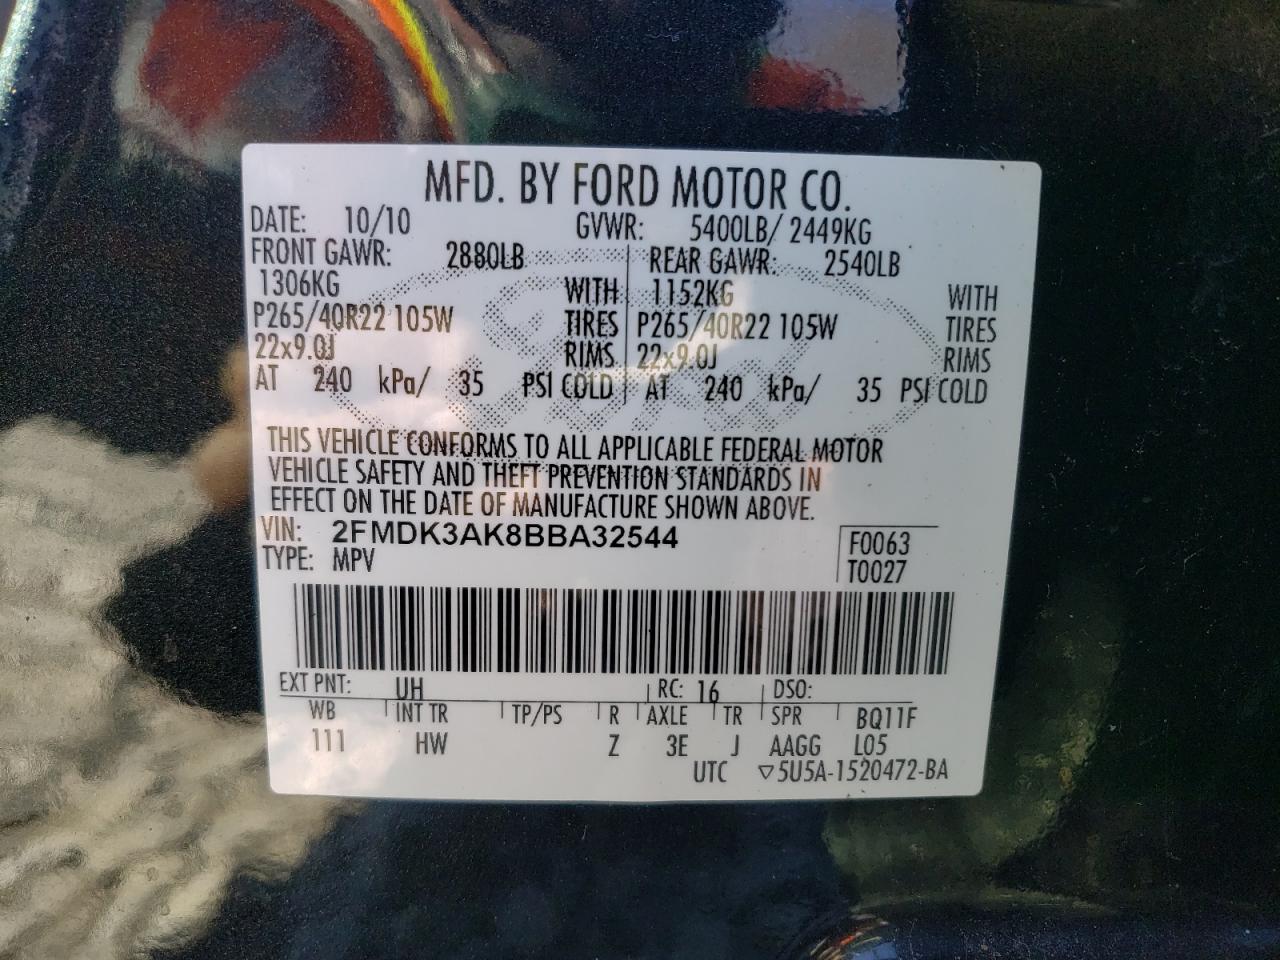 MFD. BY FORD MOTOR CO.
DATE: 10/10 GVWR: 5400LB/ 2449KG
FRONT GAWR: 2880LB REAR GAWR: 2540LB
1306KG WITH 1152KG WITH
P265/40R22 105W TIRES P265/40R22 105W TIRES
22x9.0J RIMS 22x9.0J RIMS
AT 240 kPa/ 35 PSI COLD AT 240 kPa/ 35 PSI COLD
Ford
THIS VEHICLE CONFORMS TO ALL APPLICABLE FEDERAL MOTOR
VEHICLE SAFETY AND THEFT PREVENTION STANDARDS IN
EFFECT ON THE DATE OF MANUFACTURE SHOWN ABOVE.
VIN: 2FMDK3AK8BBA32544 F0063
TYPE: MPV T0027
EXT PNT: UH RC: 16 DSO:
WB INT TR TP/PS R AXLE TR SPR BQ11F
111 HW Z 3E J AAGG L05
UTC ▽5U5A-1520472-BA